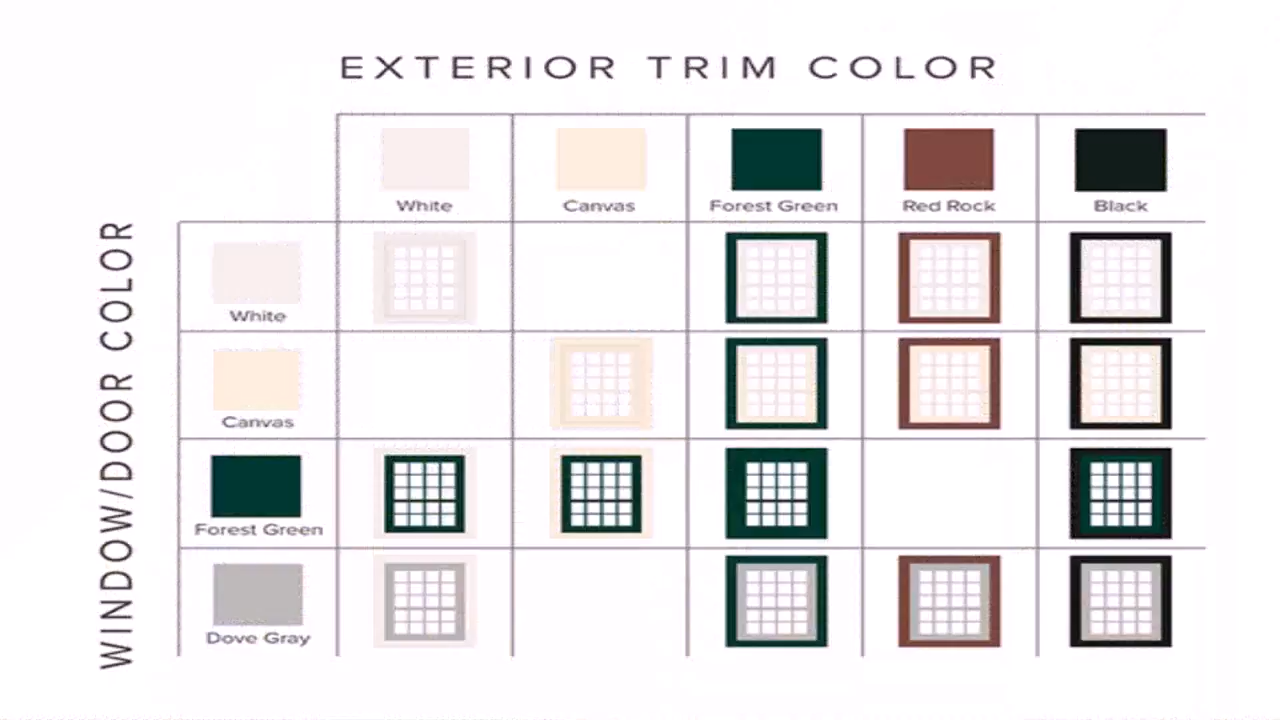 EXTERIOR TRIM COLOR
White
Canvas
Forest Green
Red Rock
Black
WINDOW/DOOR COLOR
White
Canvas
Forest Green
Dove Gray